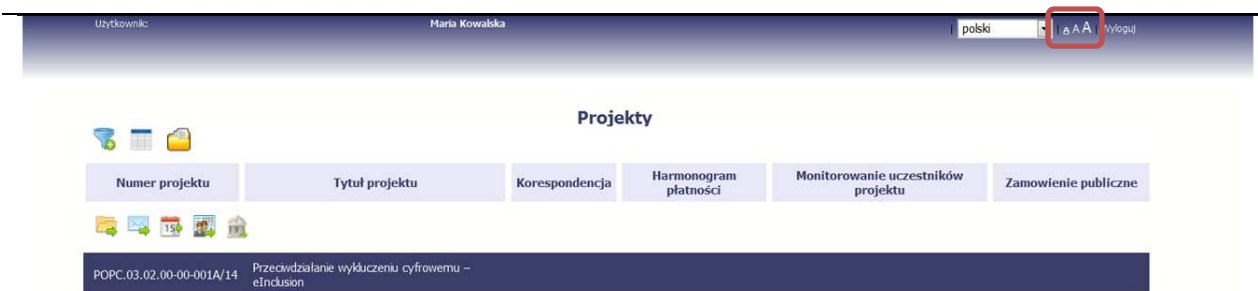 Użytkownik: Maria Kowalska | polski | A A A | Wyloguj
Projekty
Numer projektu Tytuł projektu Korespondencja Harmonogram płatności Monitorowanie uczestników projektu Zamowienie publiczne
15
POPC.03.02.00-00-001A/14 Przeciwdziałanie wykluczeniu cyfrowemu –
eInclusion